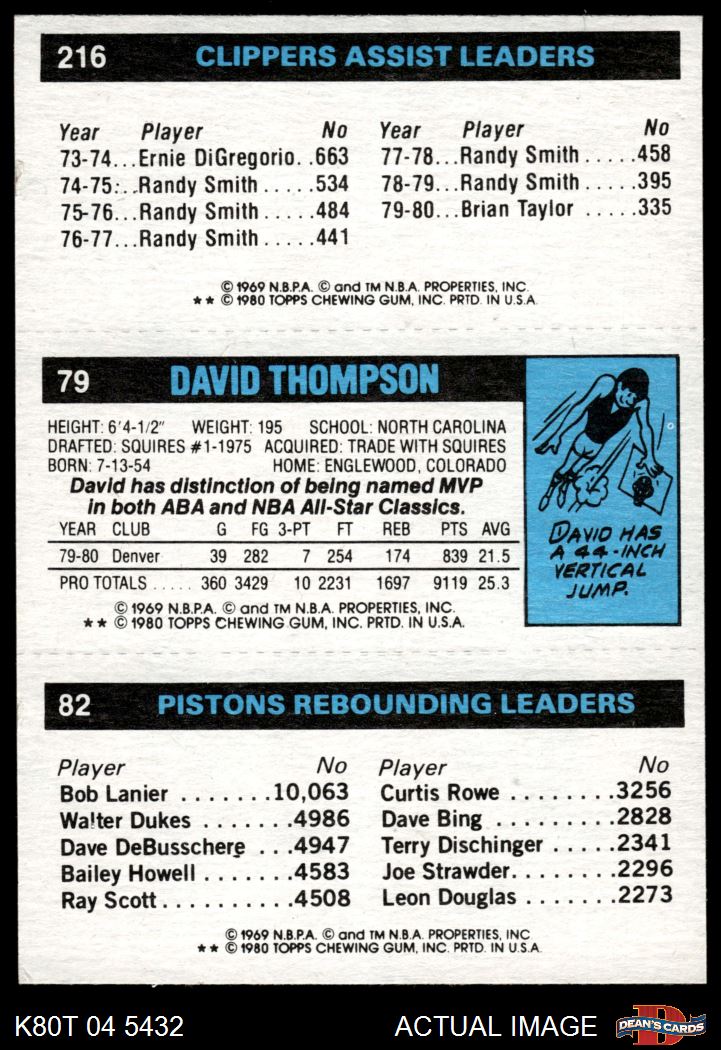 216 CLIPPERS ASSIST LEADERS
Year Player No Year Player No
73-74...Ernie DiGregorio. .663 77-78...Randy Smith .....458
74-75:..Randy Smith .....534 78-79...Randy Smith .....395
75-76...Randy Smith .....484 79-80...Brian Taylor .....335
76-77...Randy Smith .....441
© 1969 N.B.P.A. © and TM N.B.A. PROPERTIES, INC.
** © 1980 TOPPS CHEWING GUM, INC. PRTD. IN U.S.A.
79 DAVID THOMPSON
HEIGHT: 6'4-1/2" WEIGHT: 195 SCHOOL: NORTH CAROLINA
DRAFTED: SQUIRES #1-1975 ACQUIRED: TRADE WITH SQUIRES
BORN: 7-13-54 HOME: ENGLEWOOD, COLORADO
David has distinction of being named MVP
in both ABA and NBA All-Star Classics.
YEAR CLUB G FG 3-PT FT REB PTS AVG
79-80 Denver 39 282 7 254 174 839 21.5
PRO TOTALS ..... 360 3429 10 2231 1697 9119 25.3
© 1969 N.B.P.A. © and TM N.B.A. PROPERTIES, INC.
** © 1980 TOPPS CHEWING GUM, INC. PRTD. IN U.S.A.
DAVID HAS
A 44-INCH
VERTICAL
JUMP.
82 PISTONS REBOUNDING LEADERS
Player No Player No
Bob Lanier .......10,063 Curtis Rowe ........3256
Walter Dukes .......4986 Dave Bing .........2828
Dave DeBusschere ...4947 Terry Dischinger .....2341
Bailey Howell .......4583 Joe Strawder........2296
Ray Scott..........4508 Leon Douglas .......2273
© 1969 N.B.P.A. © and TM N.B.A. PROPERTIES, INC
** © 1980 TOPPS CHEWING GUM, INC. PRTD. IN U.S.A.
K80T 04 5432 ACTUAL IMAGE DEAN'S CARDS